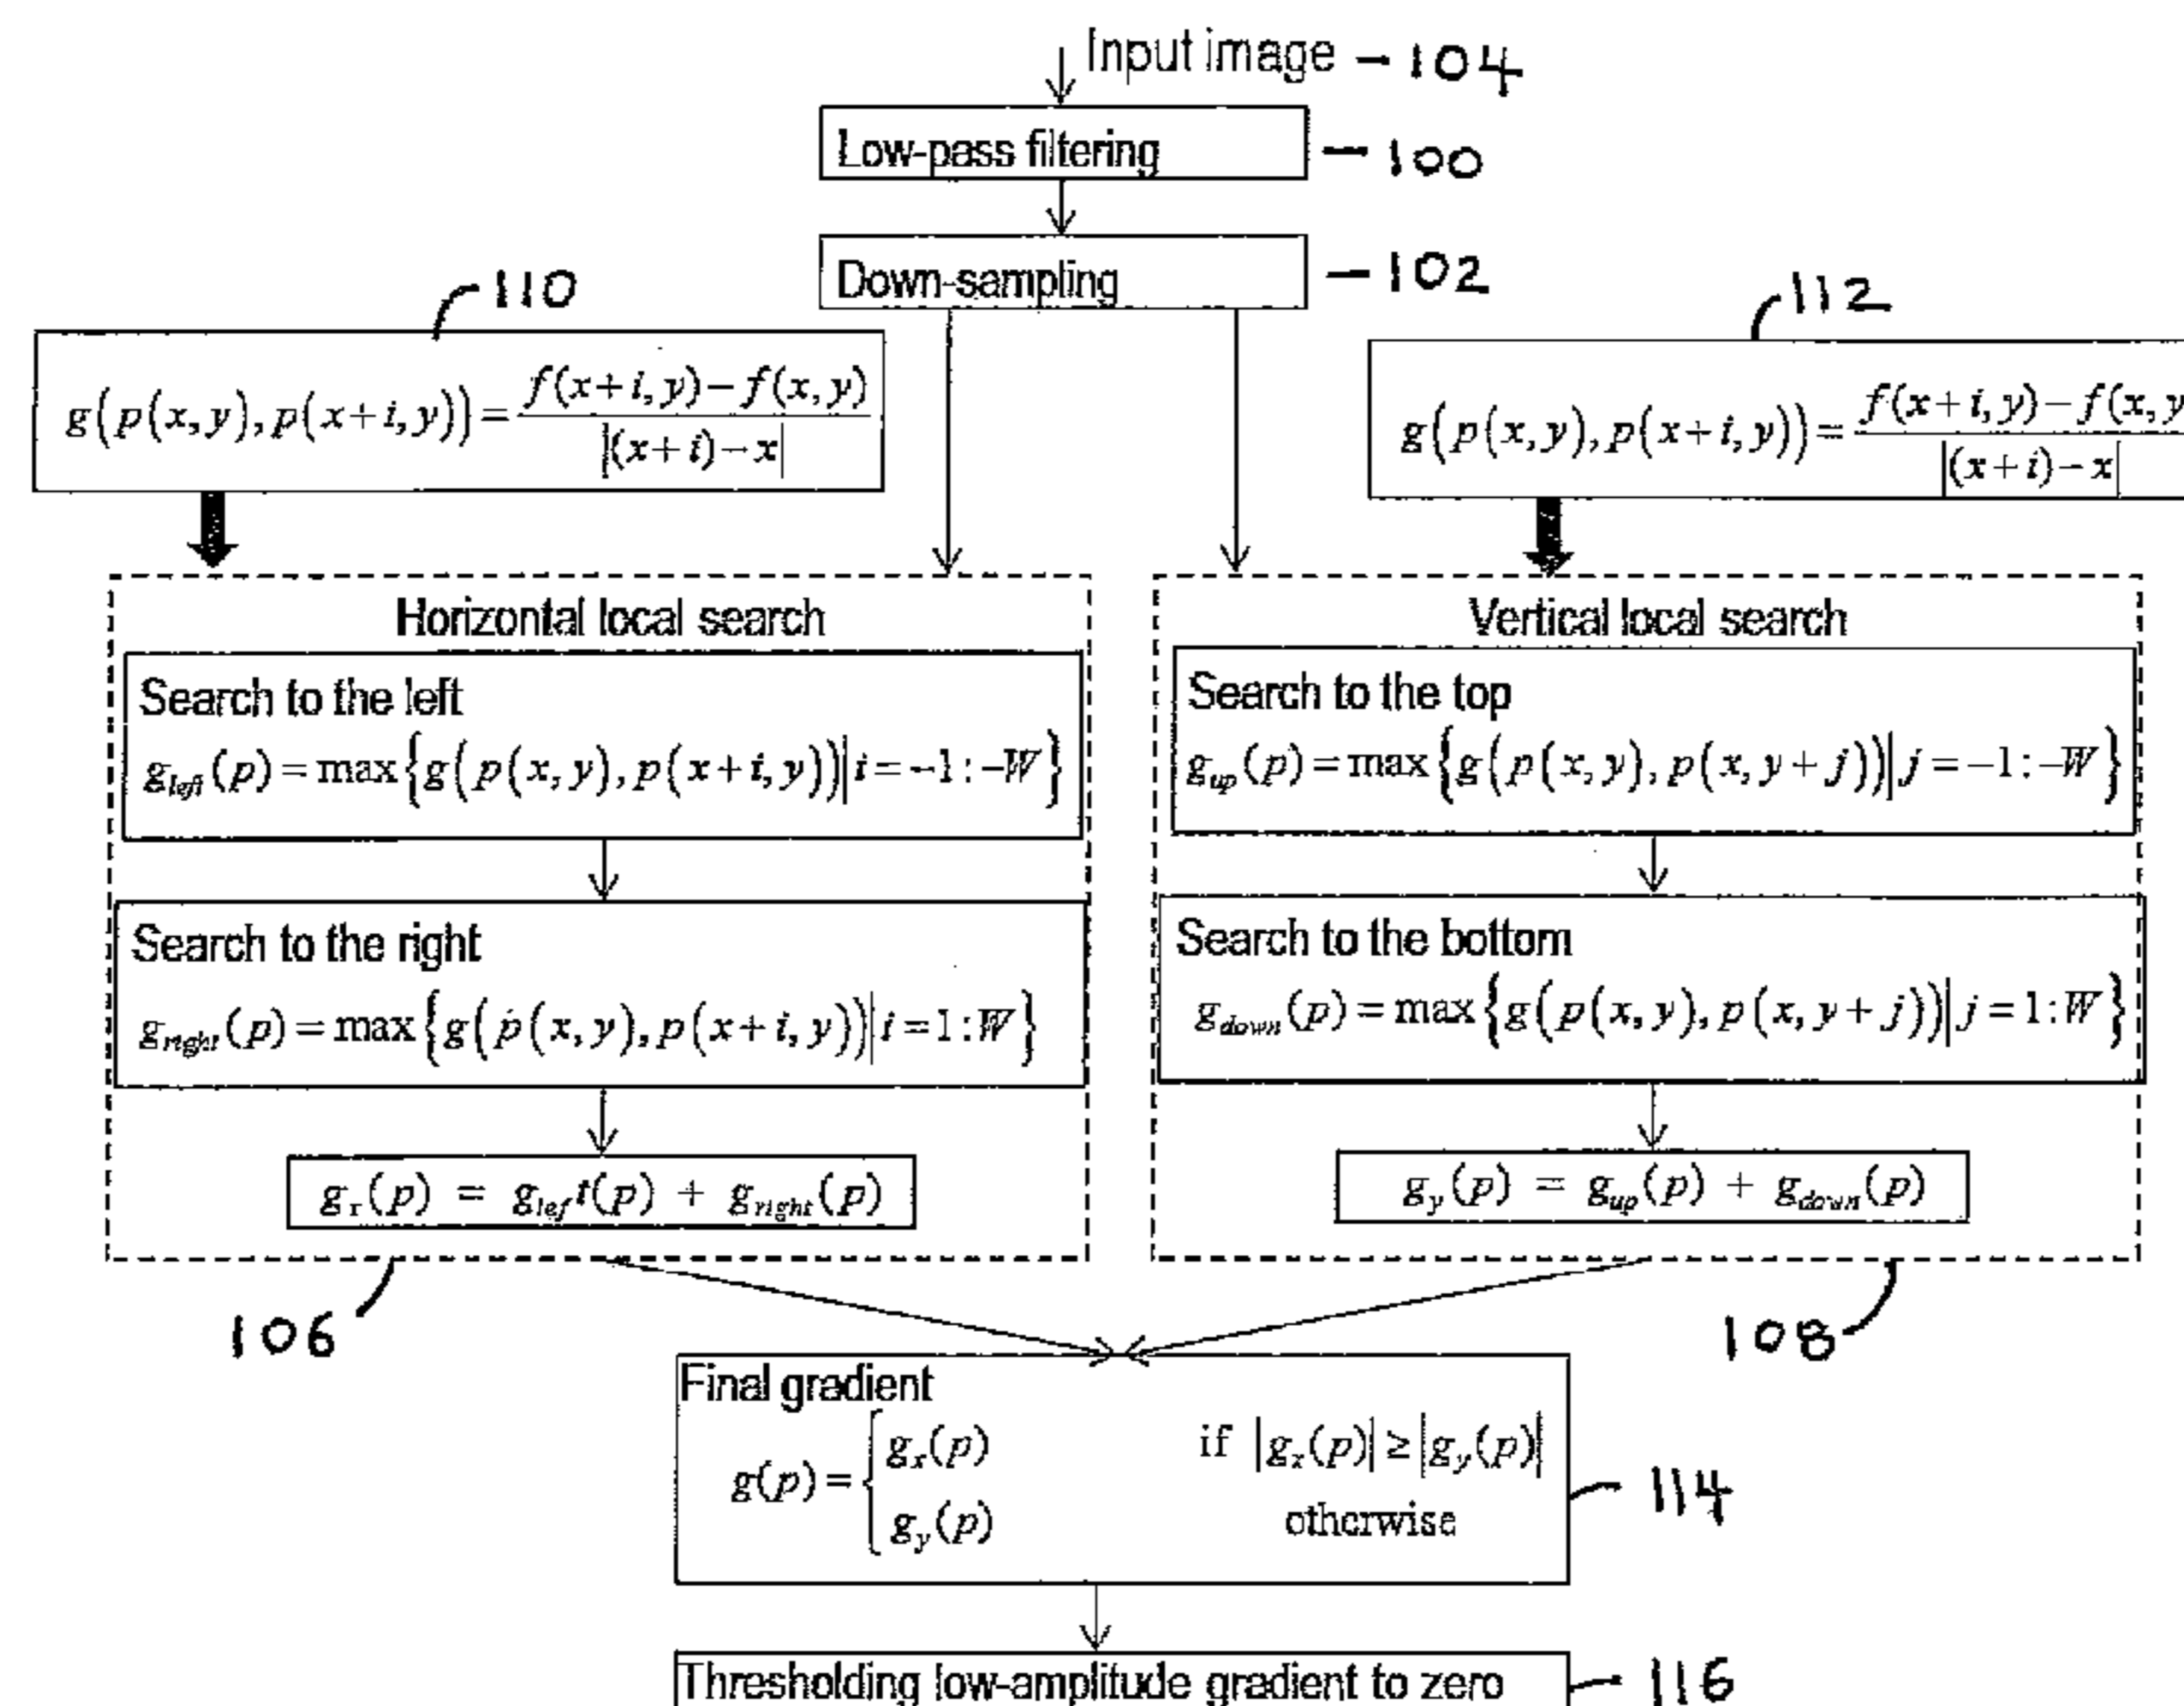 Input image – 104
Low-pass filtering – 100
Down-sampling – 102
110
g(p(x,y),p(x+i,y)) = f(x+i,y)−f(x,y) / |(x+i)−x|
112
g(p(x,y),p(x+i,y)) = f(x+i,y)−f(x,y / |(x+i)−x|
Horizontal local search
Search to the left
g_left(p) = max{g(p(x,y),p(x+i,y))|i=−1:−W}
Search to the right
g_right(p) = max{g(p(x,y),p(x+i,y))|i=1:W}
g_x(p) = g_lef t(p) + g_right(p)
106
Vertical local search
Search to the top
g_up(p) = max{g(p(x,y),p(x,y+j))|j=−1:−W}
Search to the bottom
g_down(p) = max{g(p(x,y),p(x,y+j))|j=1:W}
g_y(p) = g_up(p) + g_down(p)
108
Final gradient
g(p) = { g_x(p) if |g_x(p)| ≥ |g_y(p)|
g_y(p) otherwise
114
Thresholding low-amplitude gradient to zero – 116